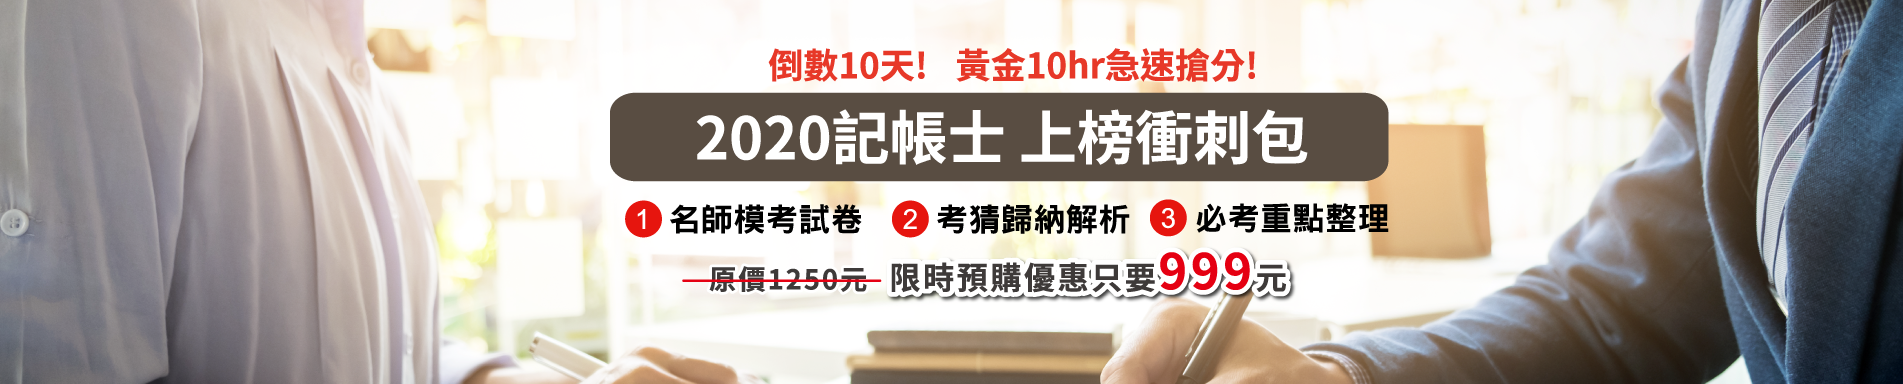 倒數10天! 黃金10hr急速搶分!
2020記帳士 上榜衝刺包
1 名師模考試卷 2 考猜歸納解析 3 必考重點整理
原價1250元 限時預購優惠只要999元